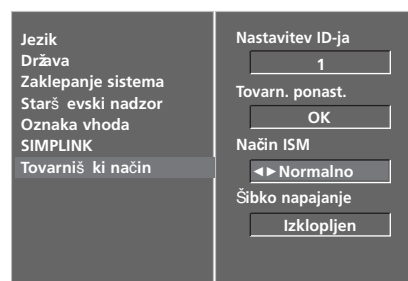 Jezik
Država
Zaklepanje sistema
Starš evski nadzor
Oznaka vhoda
SIMPLINK
Tovarniš ki način
Nastavitev ID-ja
1
Tovarn. ponast.
OK
Način ISM
◄►Normalno
Šibko napajanje
Izklopljen